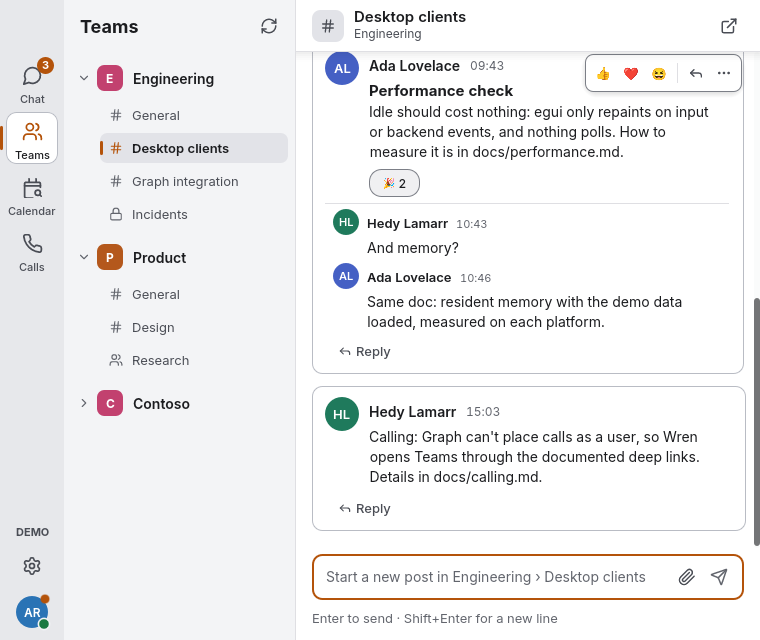 Teams
3
Chat
Teams
Calendar
Calls
DEMO
AR
E Engineering
General
Desktop clients
Graph integration
Incidents
P Product
General
Design
Research
C Contoso
Desktop clients
Engineering
AL Ada Lovelace 09:43
Performance check
Idle should cost nothing: egui only repaints on input
or backend events, and nothing polls. How to
measure it is in docs/performance.md.
🎉 2
HL Hedy Lamarr 10:43
And memory?
AL Ada Lovelace 10:46
Same doc: resident memory with the demo data
loaded, measured on each platform.
Reply
HL Hedy Lamarr 15:03
Calling: Graph can't place calls as a user, so Wren
opens Teams through the documented deep links.
Details in docs/calling.md.
Reply
Start a new post in Engineering › Desktop clients
Enter to send · Shift+Enter for a new line